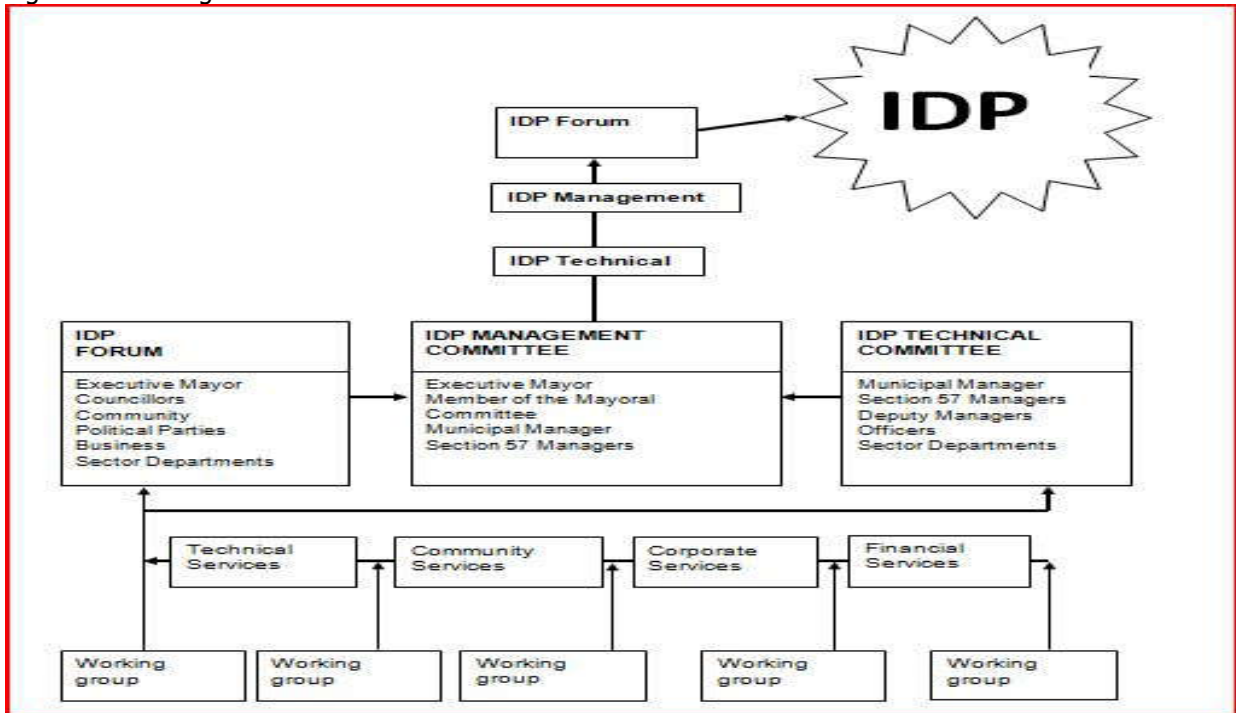 IDP
IDP Forum
IDP Management
IDP Technical
IDP
FORUM
Executive Mayor
Councillors
Community
Political Parties
Business
Sector Departments
IDP MANAGEMENT
COMMITTEE
Executive Mayor
Member of the Mayoral
Committee
Municipal Manager
Section 57 Managers
IDP TECHNICAL
COMMITTEE
Municipal Manager
Section 57 Managers
Deputy Managers
Officers
Sector Departments
Technical
Services
Community
Services
Corporate
Services
Financial
Services
Working
group
Working
group
Working
group
Working
group
Working
group